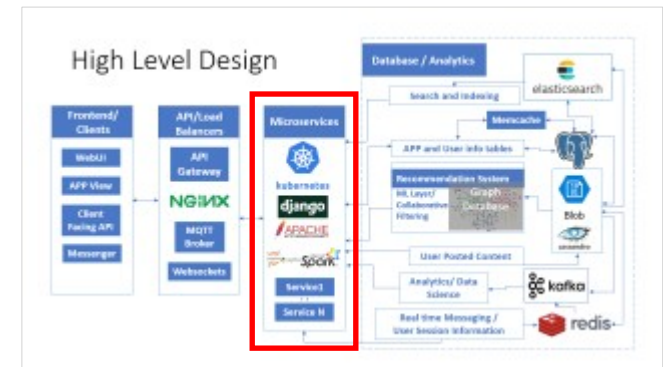 High Level Design
Frontend/
Clients
WebUI
APP View
Client
Facing API
Messenger
API/Load
Balancers
API
Gateway
NGINX
MQTT
Broker
Websockets
Microservices
kubernetes
django
APACHE
Spark
Service1
Service N
Database / Analytics
Search and Indexing
elasticsearch
Memcache
APP and User info tables
Recommendation System
ML Layer/
Collaborative
Filtering
Graph
Database
Blob
cassandra
User Posted Content
Analytics/ Data
Science
kafka
Real time Messaging /
User Session Information
redis